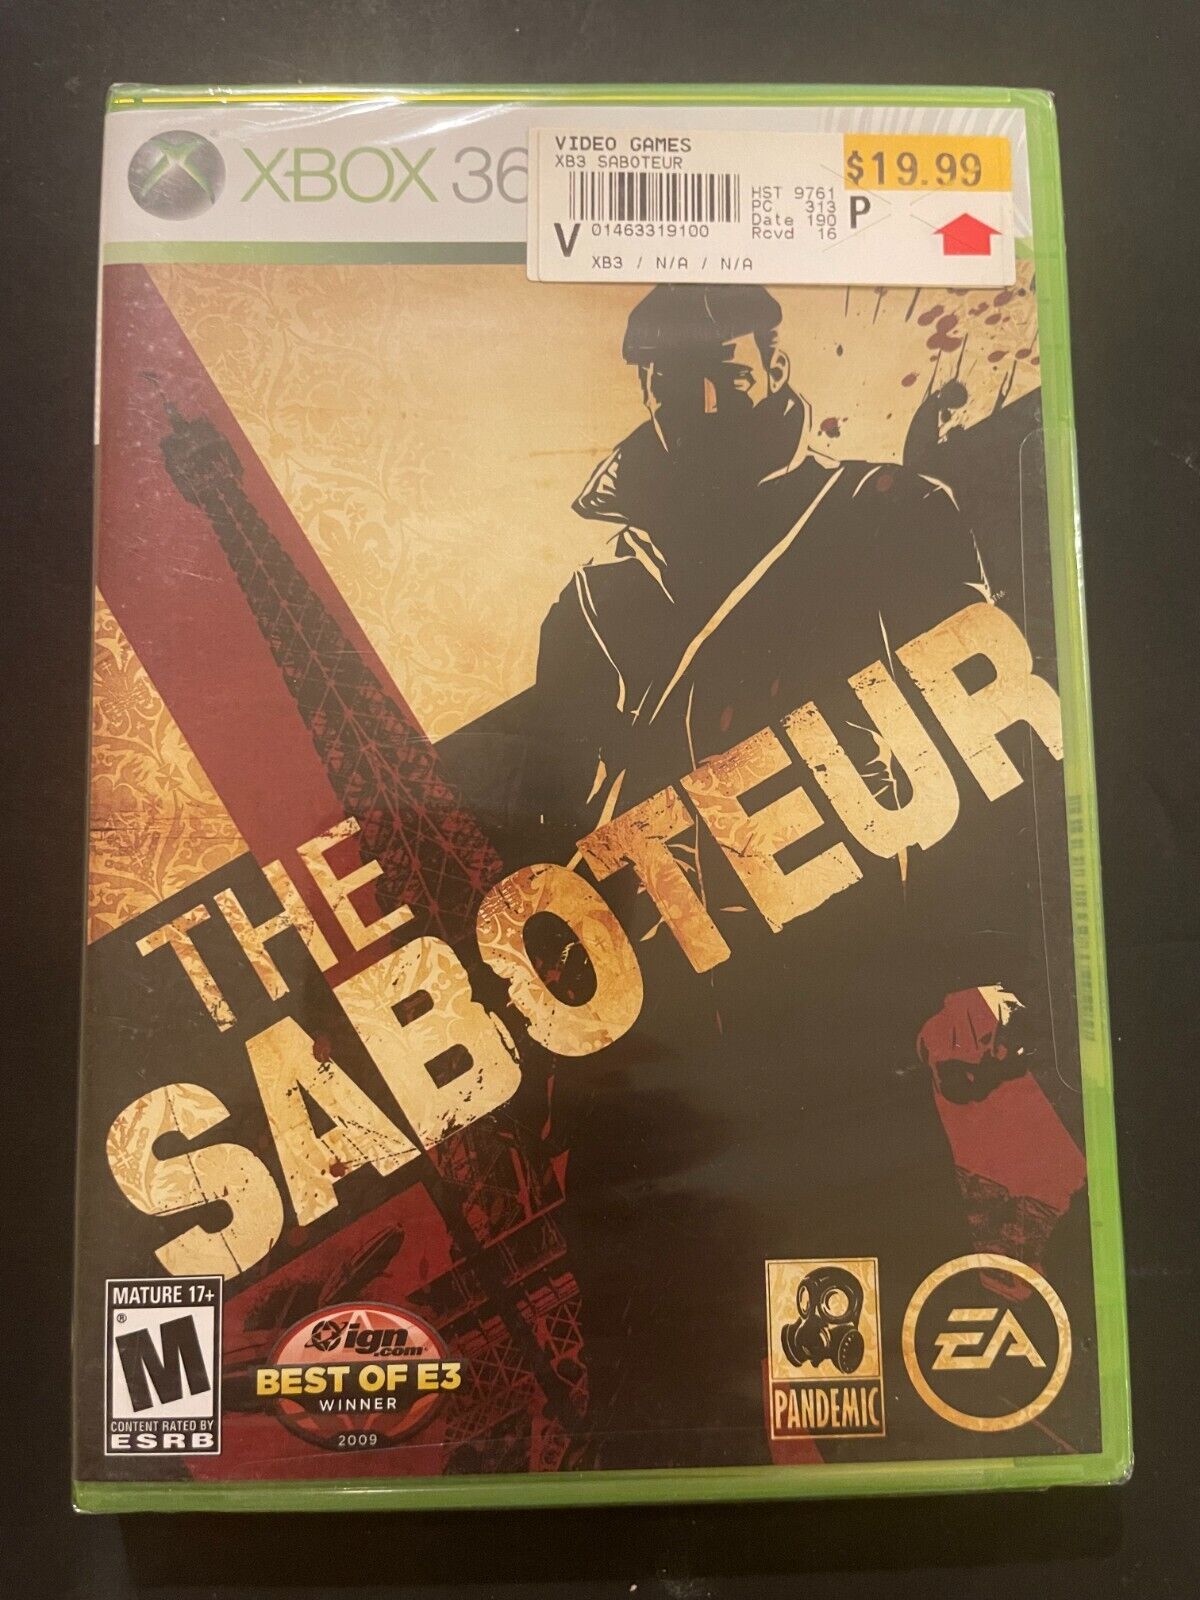 XBOX 36
VIDEO GAMES
XB3 SABOTEUR
$19.99
HST 9761
PC 313
Date 190
Rcvd 16
P
V
01463319100
XB3 / N/A / N/A
THE
SABOTEUR
TM
MATURE 17+
M
®
CONTENT RATED BY
ESRB
ign
.com
BEST OF E3
WINNER
2009
PANDEMIC
EA